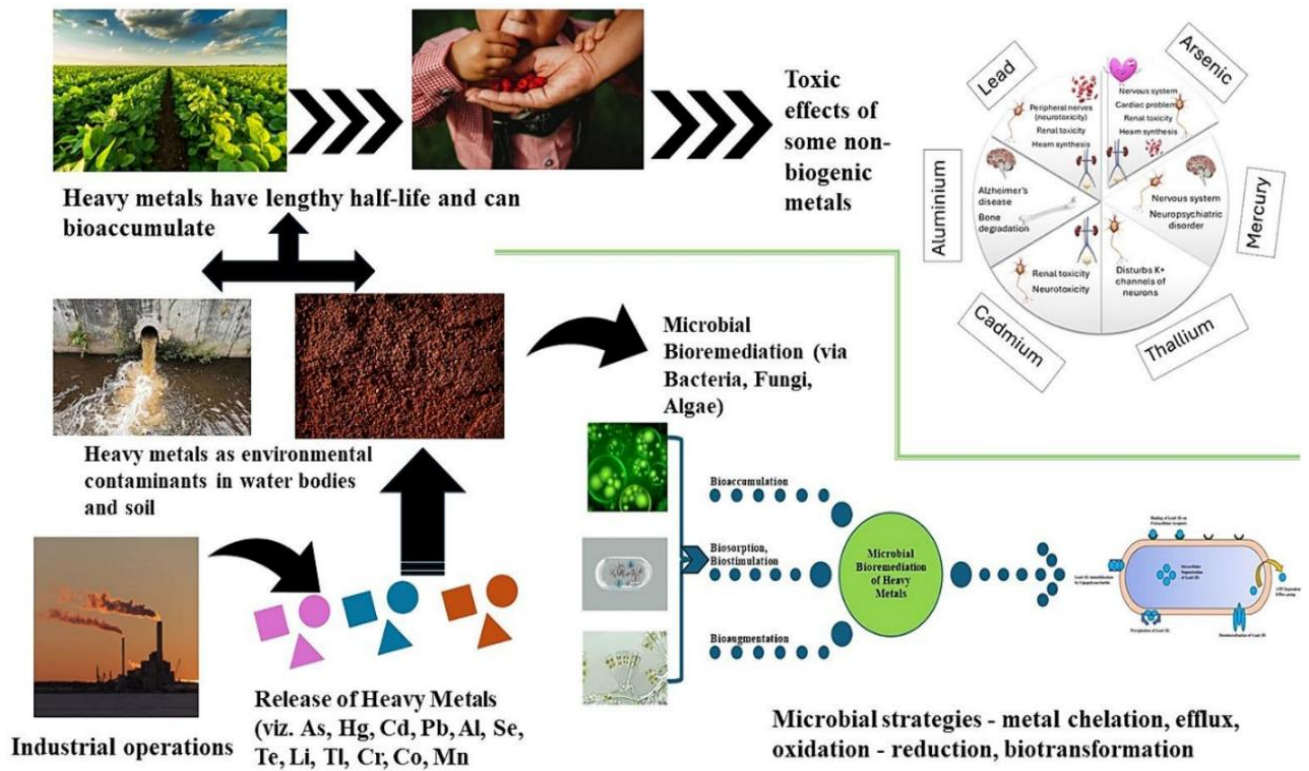 Heavy metals have lengthy half-life and can
bioaccumulate
Toxic
effects of
some non-
biogenic
metals
Lead
Peripheral nerves
(neurotoxicity)
Renal toxicity
Heam synthesis
Arsenic
Nervous system
Cardiac problem
Renal toxicity
Heam synthesis
Aluminium
Alzheimer's
disease
Bone
degradation
Mercury
Nervous system
Neuropsychiatric
disorder
Cadmium
Renal toxicity
Neurotoxicity
Thallium
Disturbs K+
channels of
neurons
Heavy metals as environmental
contaminants in water bodies
and soil
Microbial
Bioremediation (via
Bacteria, Fungi,
Algae)
Industrial operations
Release of Heavy Metals
(viz. As, Hg, Cd, Pb, Al, Se,
Te, Li, Tl, Cr, Co, Mn
Bioaccumulation
Biosorption,
Biostimulation
Bioaugmentation
Microbial
Bioremediation
of Heavy
Metals
Microbial strategies - metal chelation, efflux,
oxidation - reduction, biotransformation